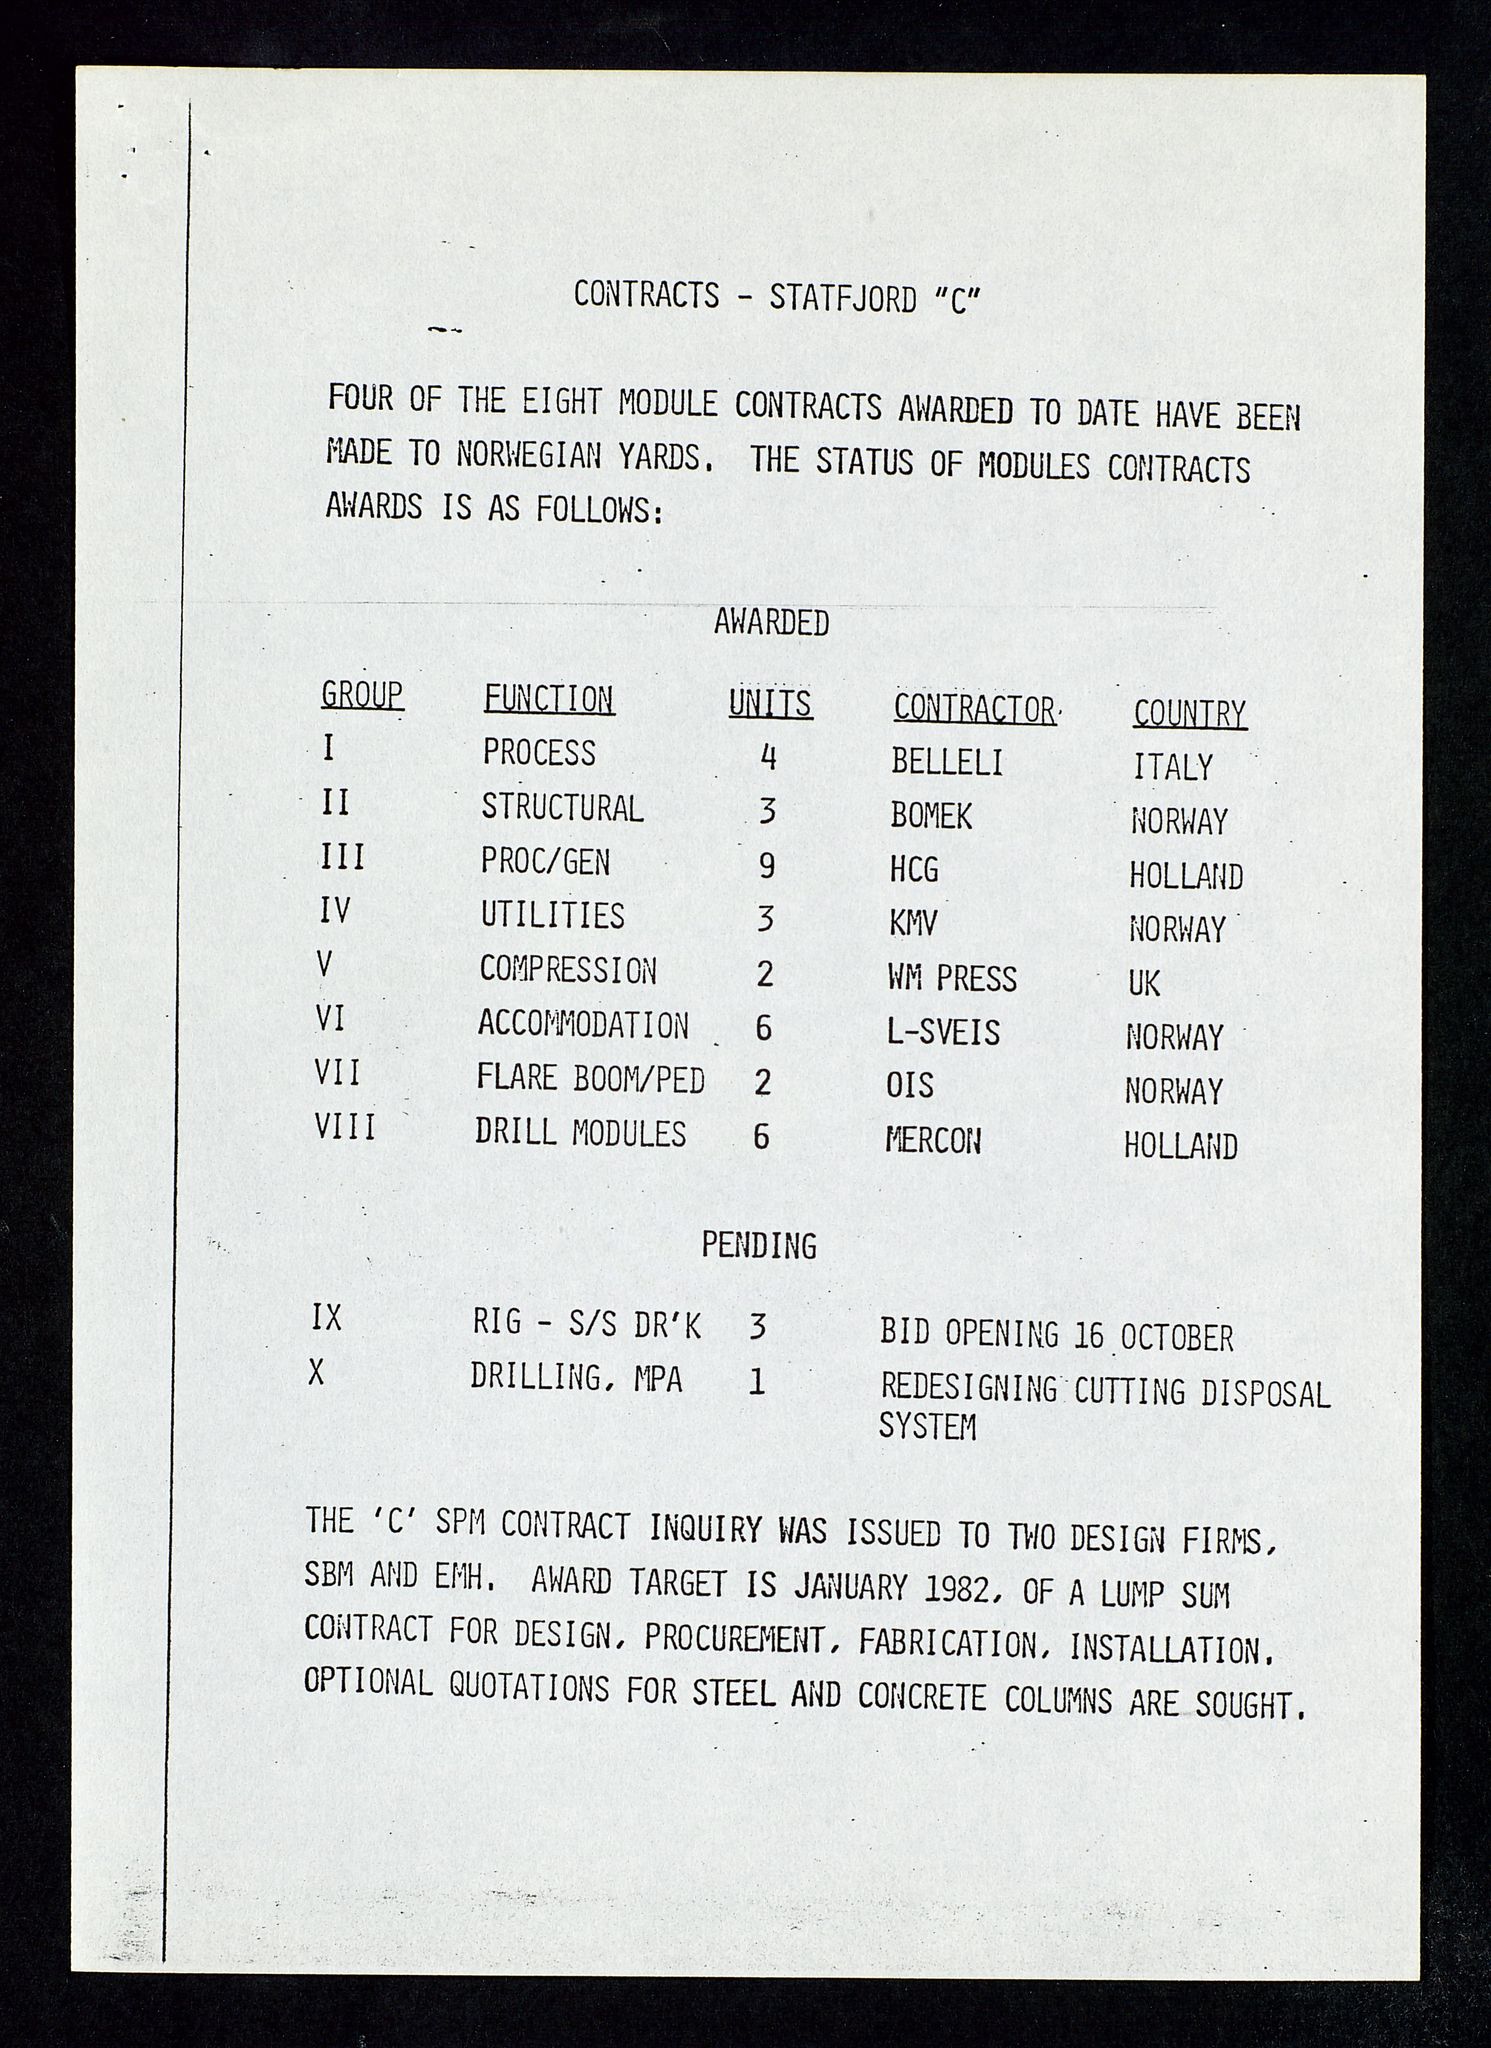 CONTRACTS - STATFJORD "C"
FOUR OF THE EIGHT MODULE CONTRACTS AWARDED TO DATE HAVE BEEN
MADE TO NORWEGIAN YARDS. THE STATUS OF MODULES CONTRACTS
AWARDS IS AS FOLLOWS:
AWARDED
GROUP FUNCTION UNITS CONTRACTOR COUNTRY
I PROCESS 4 BELLELI ITALY
II STRUCTURAL 3 BOMEK NORWAY
III PROC/GEN 9 HCG HOLLAND
IV UTILITIES 3 KMV NORWAY
V COMPRESSION 2 WM PRESS UK
VI ACCOMMODATION 6 L-SVEIS NORWAY
VII FLARE BOOM/PED 2 OIS NORWAY
VIII DRILL MODULES 6 MERCON HOLLAND
PENDING
IX RIG - S/S DR'K 3 BID OPENING 16 OCTOBER
X DRILLING, MPA 1 REDESIGNING CUTTING DISPOSAL
SYSTEM
THE 'C' SPM CONTRACT INQUIRY WAS ISSUED TO TWO DESIGN FIRMS,
SBM AND EMH. AWARD TARGET IS JANUARY 1982, OF A LUMP SUM
CONTRACT FOR DESIGN, PROCUREMENT, FABRICATION, INSTALLATION.
OPTIONAL QUOTATIONS FOR STEEL AND CONCRETE COLUMNS ARE SOUGHT.